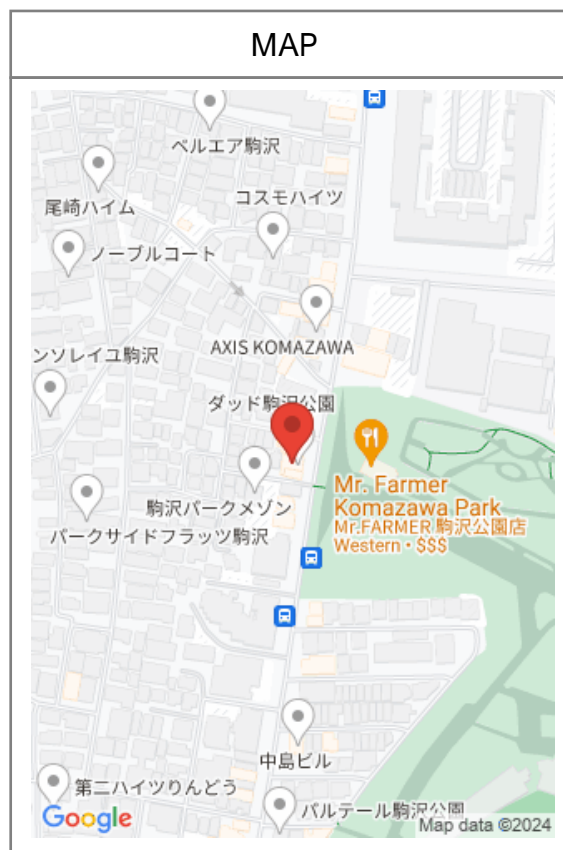 MAP
ベルエア駒沢
尾崎ハイム
コスモハイツ
ノーブルコート
AXIS KOMAZAWA
ンソレイユ駒沢
ダッド駒沢公園
Mr. Farmer
Komazawa Park
Mr.FARMER 駒沢公園店
Western • $$$
駒沢パークメゾン
パークサイドフラッツ駒沢
中島ビル
第二ハイツりんどう
パルテール駒沢公園
Google
Map data ©2024